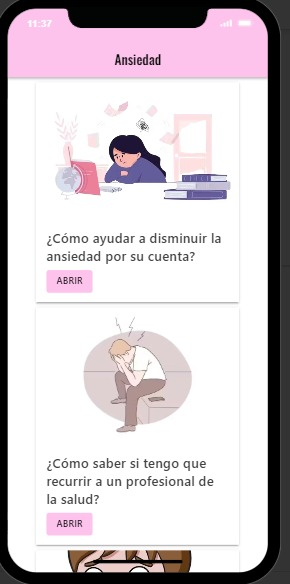 11:37
Ansiedad
¿Cómo ayudar a disminuir la
ansiedad por su cuenta?
ABRIR
¿Cómo saber si tengo que
recurrir a un profesional de
la salud?
ABRIR